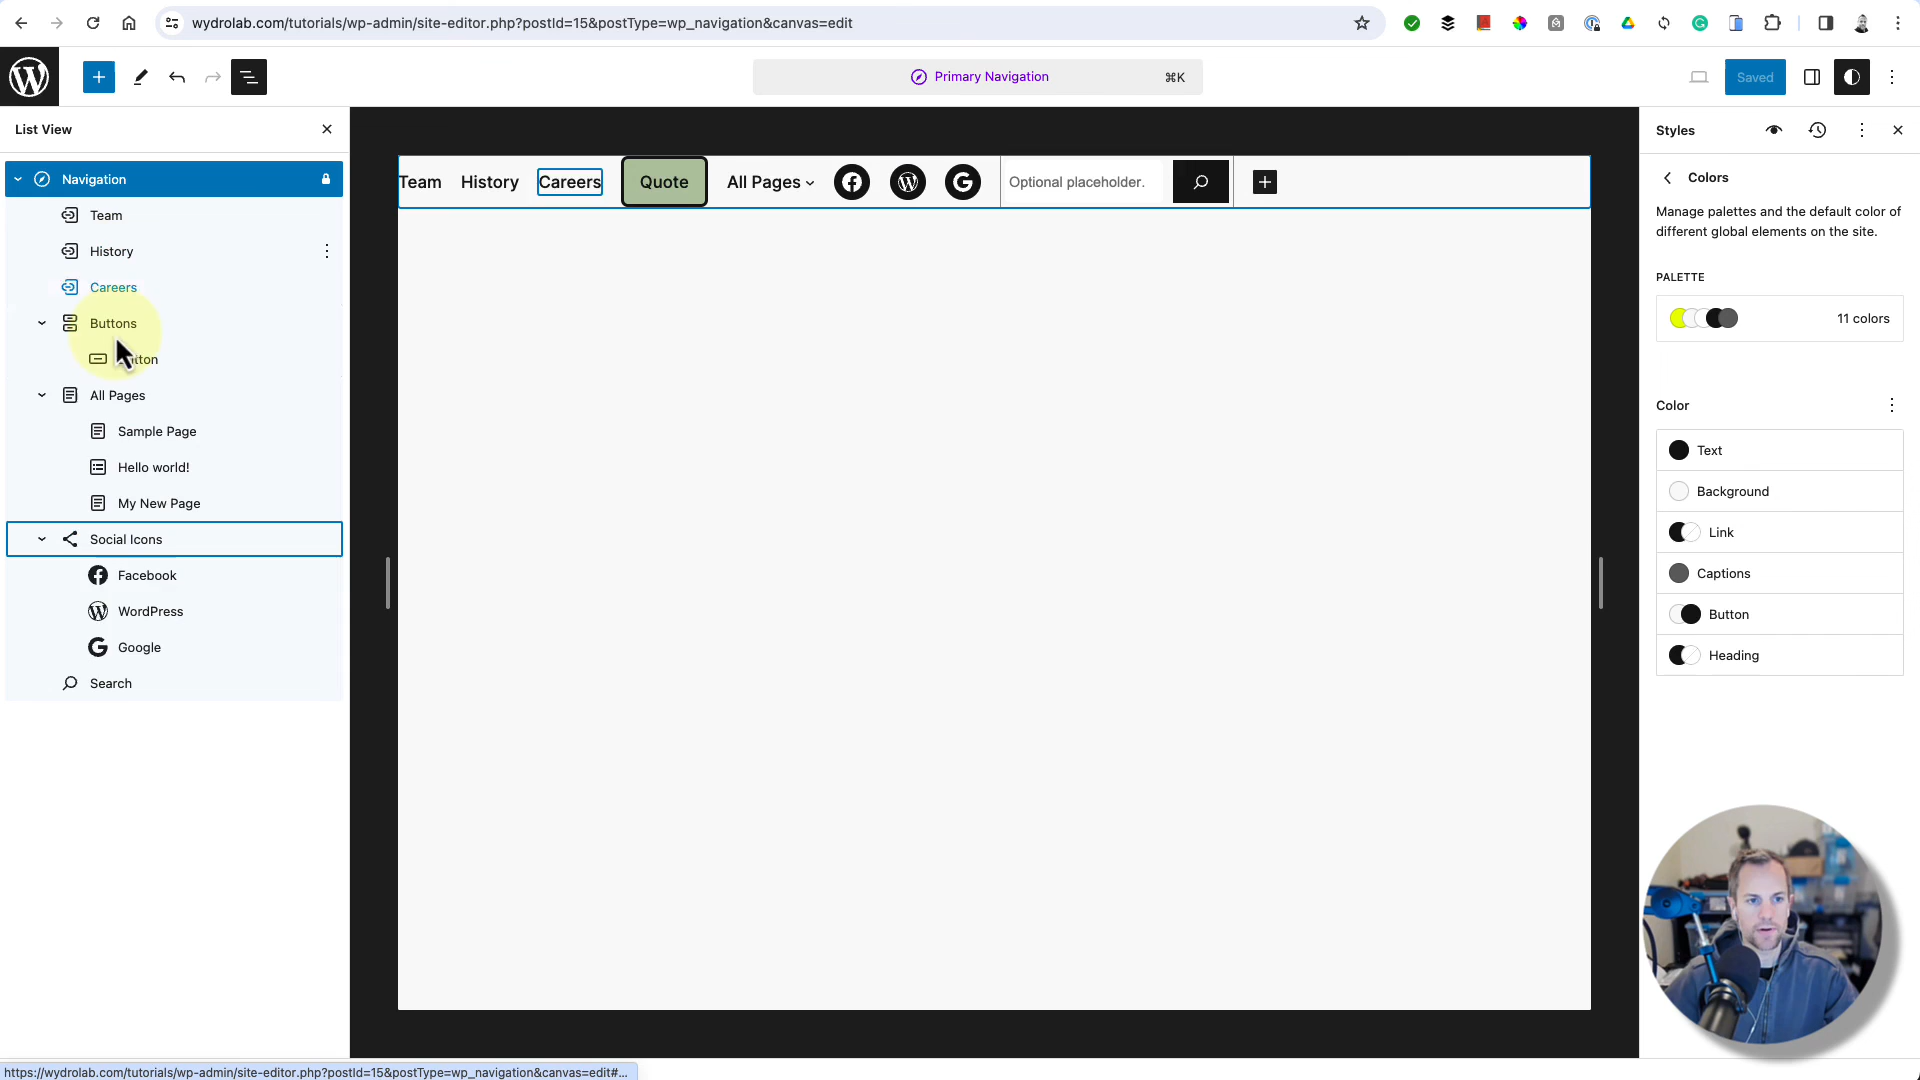 wydrolab.com/tutorials/wp-admin/site-editor.php?postId=15&postType=wp_navigation&canvas=edit
Primary Navigation
⌘K
Saved
List View
Navigation
Team
History
Careers
Buttons
All Pages
Sample Page
Hello world!
My New Page
Social Icons
Facebook
WordPress
Google
Search
Team History Careers Quote All Pages Optional placeholder.
Styles
Colors
Manage palettes and the default color of
different global elements on the site.
PALETTE
11 colors
Color
Text
Background
Link
Captions
Button
Heading
https://wydrolab.com/tutorials/wp-admin/site-editor.php?postId=15&postType=wp_navigation&canvas=edit#...